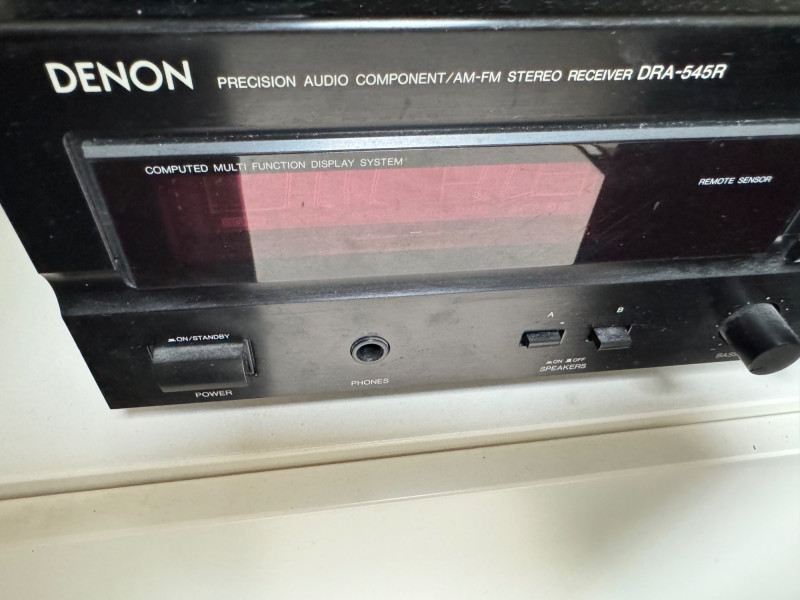 DENON PRECISION AUDIO COMPONENT/AM-FM STEREO RECEIVER DRA-545R
COMPUTED MULTI FUNCTION DISPLAY SYSTEM
REMOTE SENSOR
ON/STANDBY
POWER
PHONES
A B
ON OFF
SPEAKERS